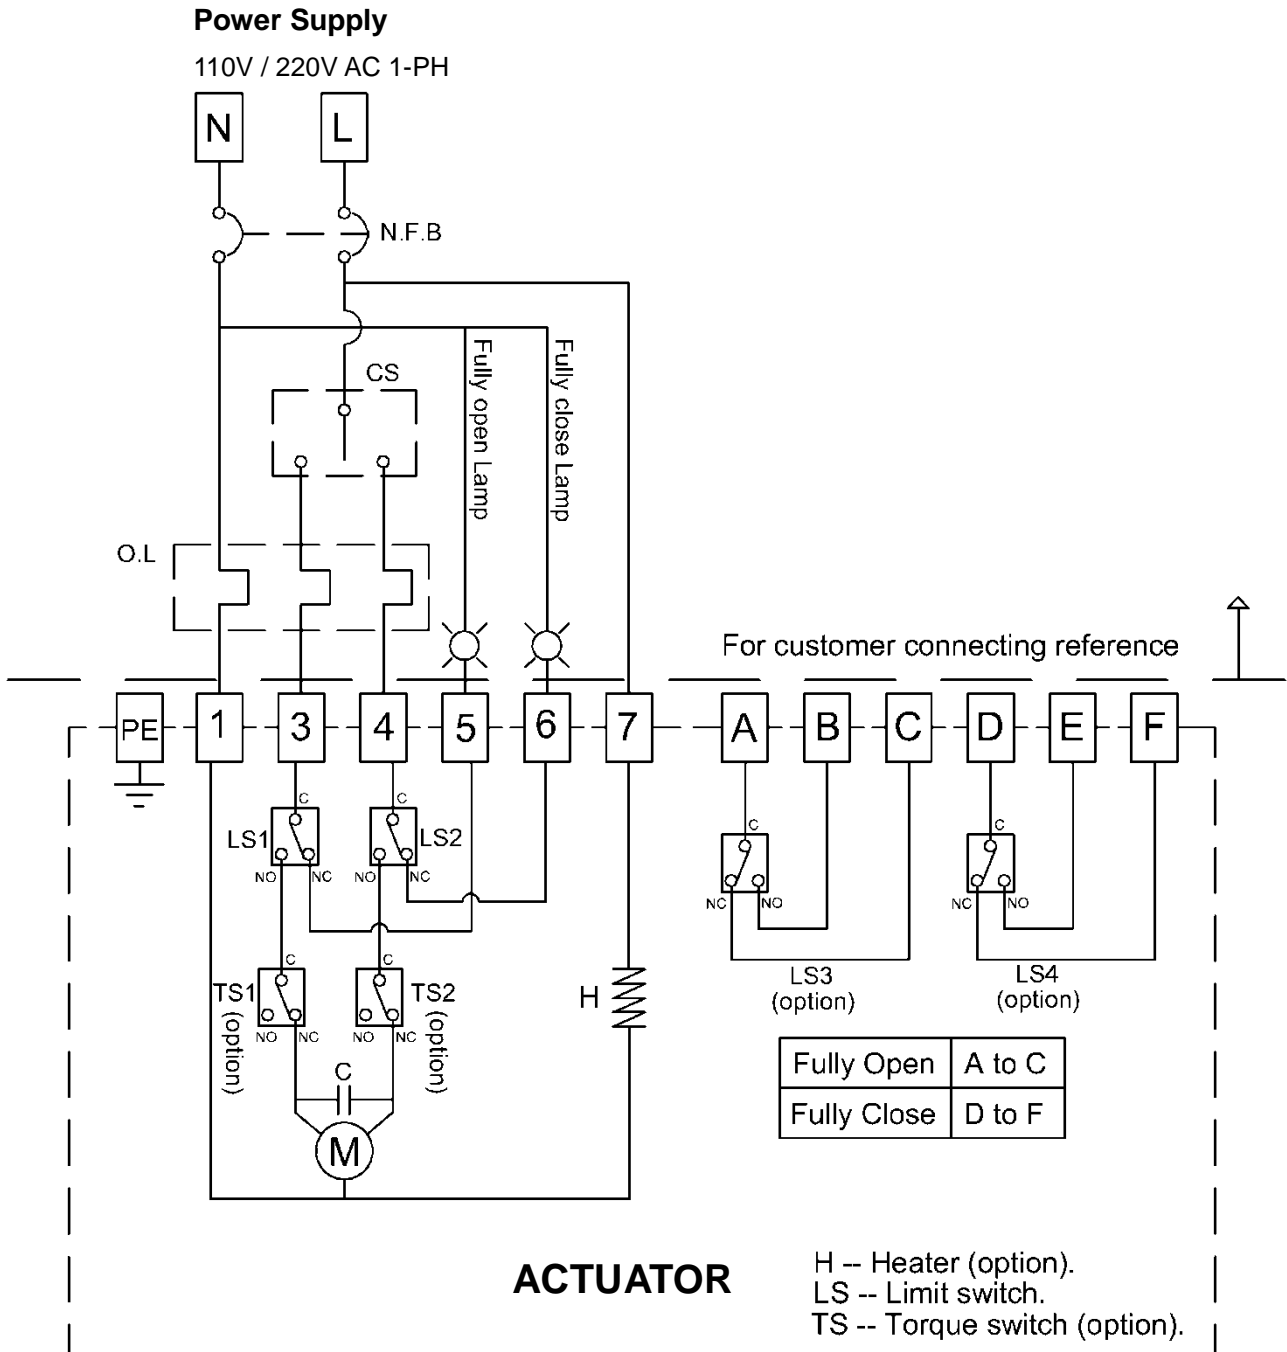 Power Supply
110V / 220V AC 1-PH
N L
N.F.B
CS
Fully open Lamp
Fully close Lamp
O.L
For customer connecting reference
PE 1 3 4 5 6 7 A B C D E F
C C
LS1 LS2
NO NC NO NC
C C
NC NO NC NO
C C
TS1 (option) TS2 (option)
NO NC NO NC
H
LS3 (option)
LS4 (option)
C
M
Fully Open A to C
Fully Close D to F
ACTUATOR
H -- Heater (option).
LS -- Limit switch.
TS -- Torque switch (option).